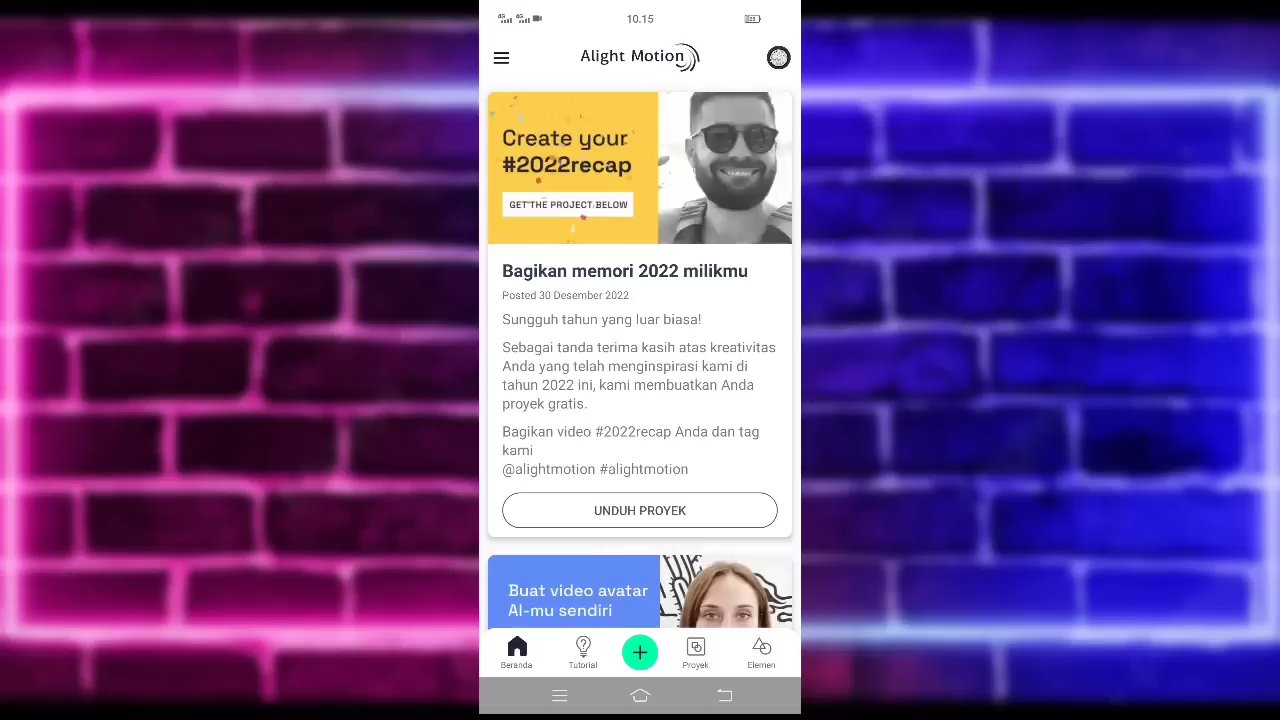 4G 4G 10.15 28
Alight Motion
Create your
#2022recap
GET THE PROJECT BELOW
Bagikan memori 2022 milikmu
Posted 30 Desember 2022
Sungguh tahun yang luar biasa!
Sebagai tanda terima kasih atas kreativitas
Anda yang telah menginspirasi kami di
tahun 2022 ini, kami membuatkan Anda
proyek gratis.
Bagikan video #2022recap Anda dan tag
kami
@alightmotion #alightmotion
UNDUH PROYEK
Buat video avatar
AI-mu sendiri
Beranda Tutorial Proyek Elemen